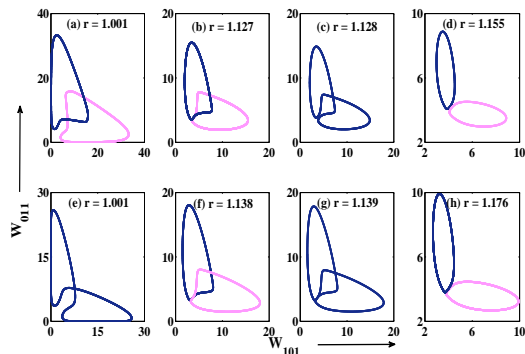 (a) r = 1.001
(b) r = 1.127
(c) r = 1.128
(d) r = 1.155
40
20
0
0 20 40
20
10
0
0 10 20
20
10
0
0 10 20
10
6
2
2 6 10
(e) r = 1.001
(f) r = 1.138
(g) r = 1.139
(h) r = 1.176
30
15
0
0 15 30
20
10
0
0 10 20
20
10
0
0 10 20
10
6
2
2 6 10
W011
W101